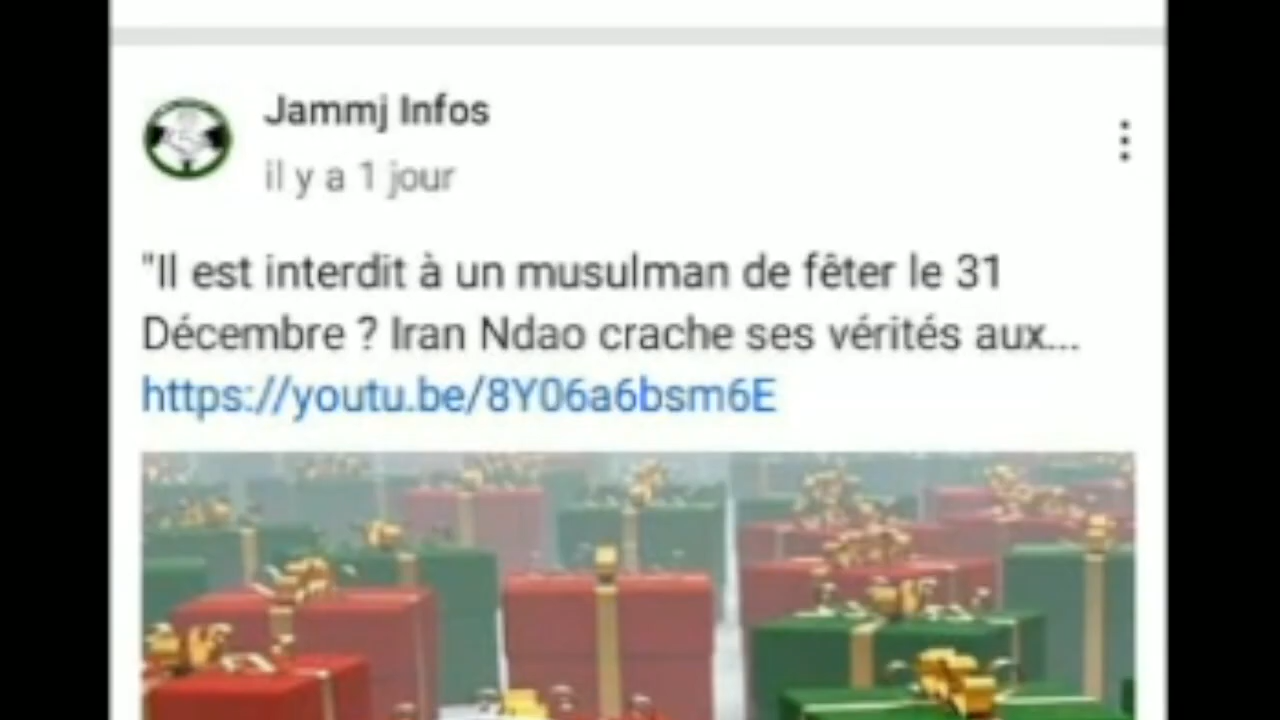 Jammj Infos
il y a 1 jour
"Il est interdit à un musulman de fêter le 31
Décembre ? Iran Ndao crache ses vérités aux...
https://youtu.be/8Y06a6bsm6E